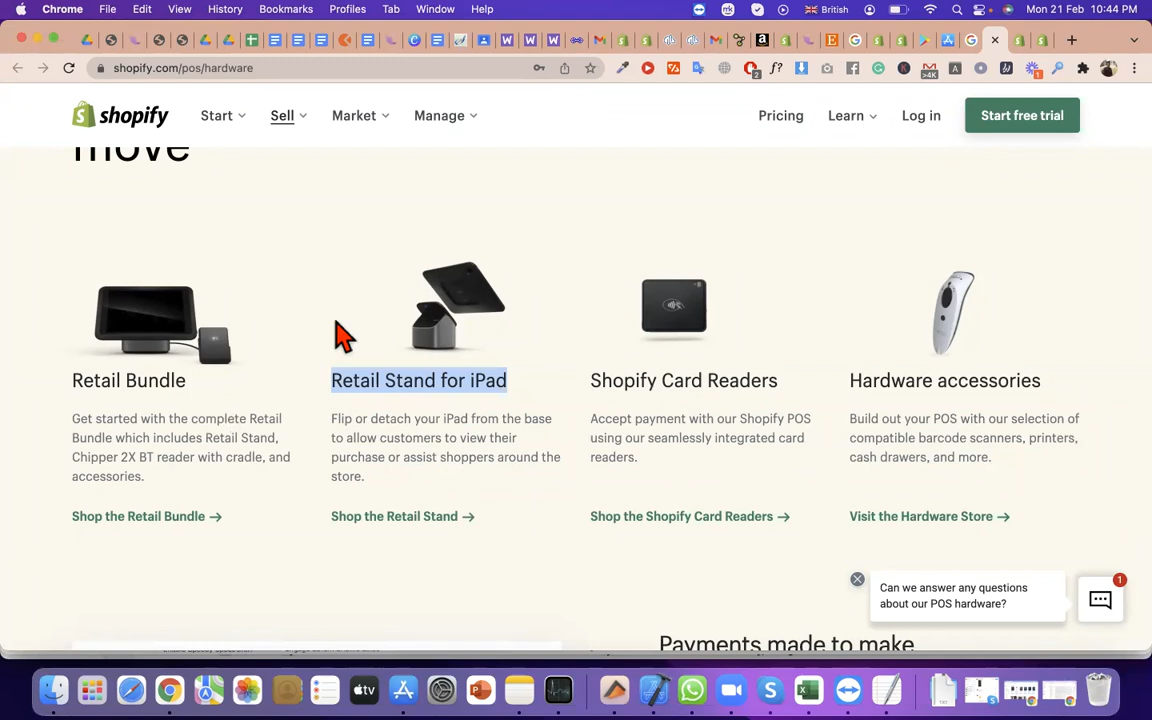 Chrome File Edit View History Bookmarks Profiles Tab Window Help British Mon 21 Feb 10:44 PM
shopify.com/pos/hardware
2 f? >4K 1
shopify Start Sell Market Manage Pricing Learn Log in Start free trial
move
Retail Bundle
Get started with the complete Retail
Bundle which includes Retail Stand,
Chipper 2X BT reader with cradle, and
accessories.
Shop the Retail Bundle →
Retail Stand for iPad
Flip or detach your iPad from the base
to allow customers to view their
purchase or assist shoppers around the
store.
Shop the Retail Stand →
Shopify Card Readers
Accept payment with our Shopify POS
using our seamlessly integrated card
readers.
Shop the Shopify Card Readers →
Hardware accessories
Build out your POS with our selection of
compatible barcode scanners, printers,
cash drawers, and more.
Visit the Hardware Store →
Can we answer any questions
about our POS hardware?
1
Payments made to make
tv